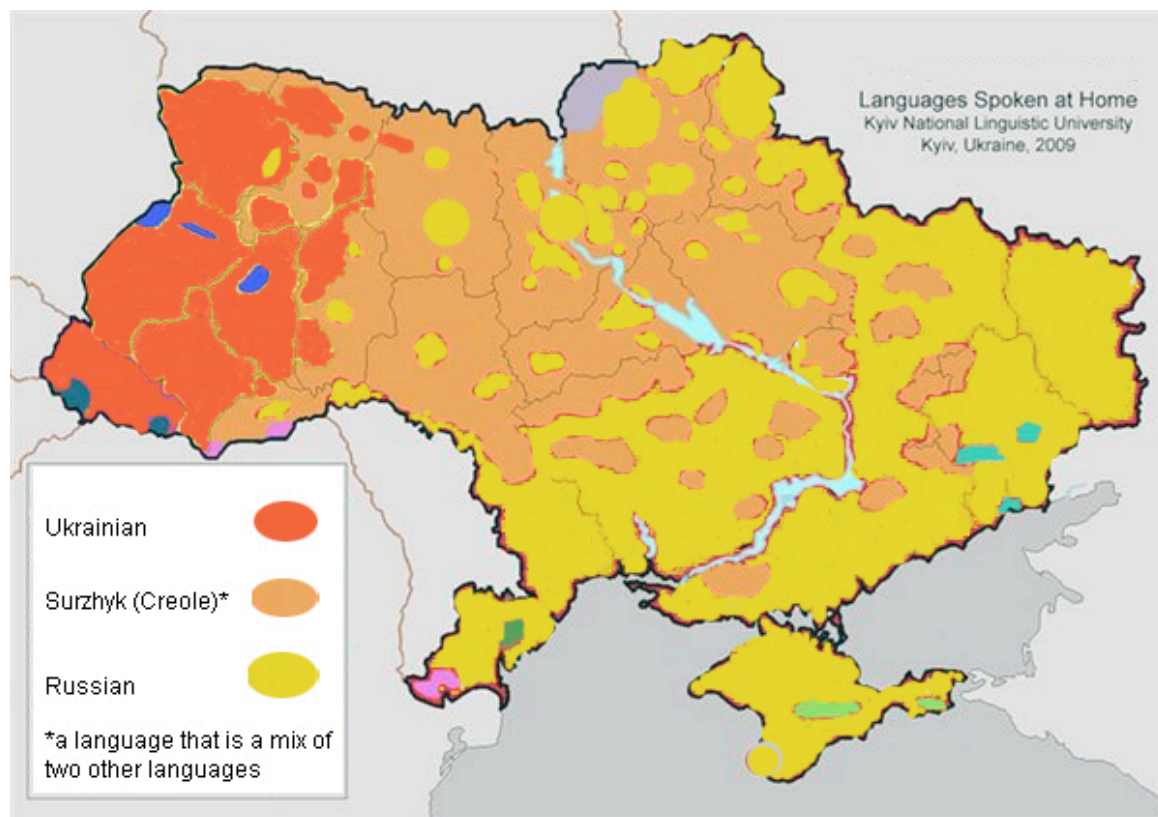 Languages Spoken at Home
Kyiv National Linguistic University
Kyiv, Ukraine, 2009
Ukrainian
Surzhyk (Creole)*
Russian
*a language that is a mix of
two other languages